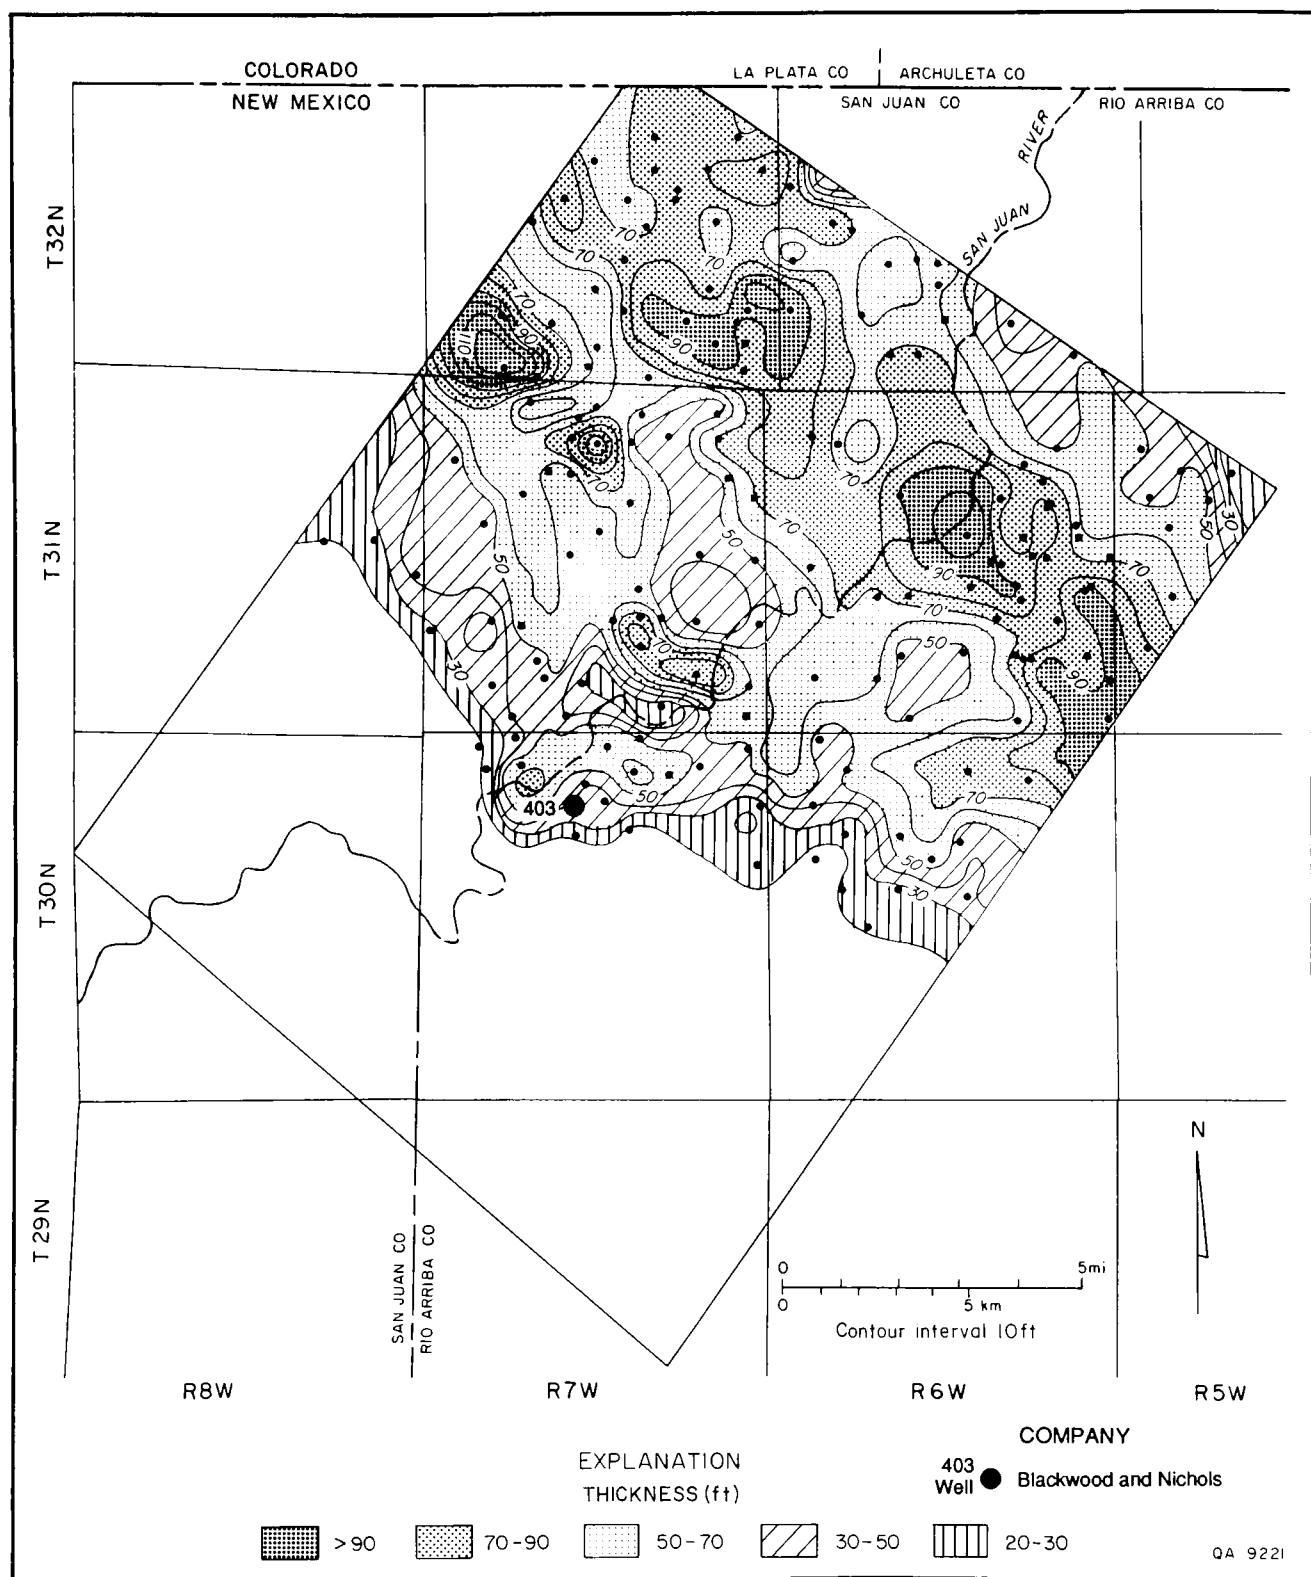 COLORADO
NEW MEXICO
LA PLATA CO
ARCHULETA CO
SAN JUAN CO
RIO ARRIBA CO
RIVER
SAN JUAN
T32N
70
70
70
70
90
110
90
T31N
70
70
70
50
50
90
70
70
50
30
70
50
90
30
T30N
403
50
70
50
30
N
T29N
SAN JUAN CO
RIO ARRIBA CO
0 5mi
0 5 km
Contour interval 10ft
R8W R7W R6W R5W
EXPLANATION
THICKNESS (ft)
COMPANY
403
Well Blackwood and Nichols
>90 70-90 50-70 30-50 20-30
QA 9221